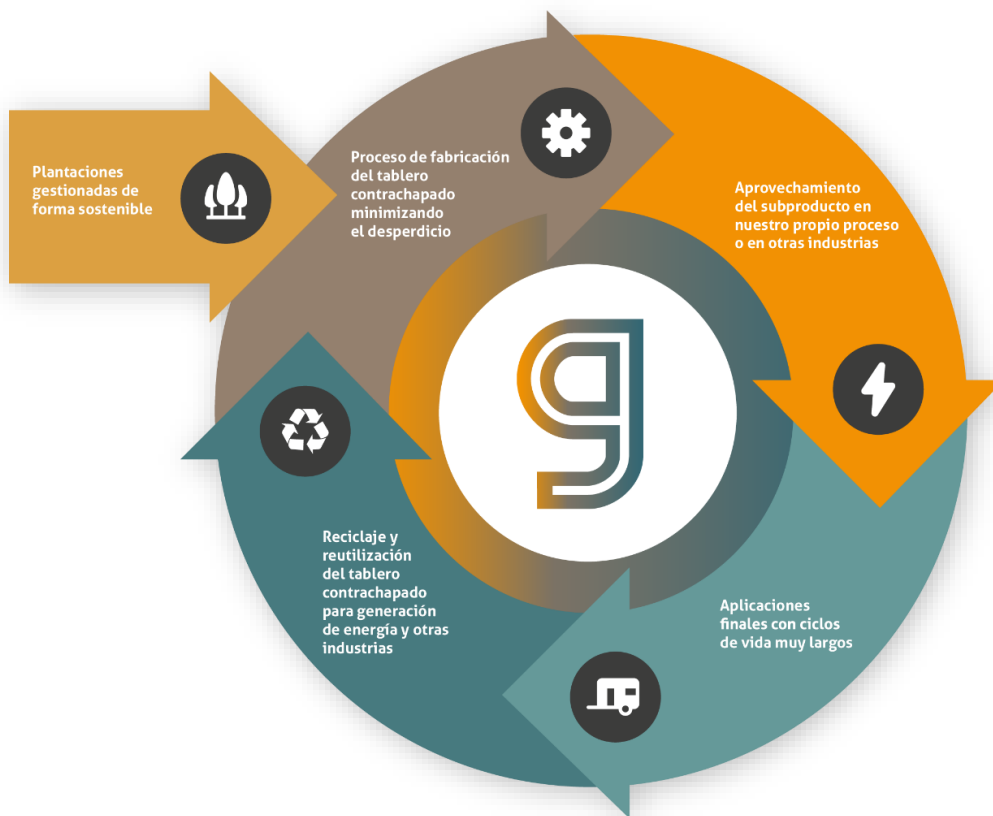 Plantaciones
gestionadas de
forma sostenible
Proceso de fabricación
del tablero
contrachapado
minimizando
el desperdicio
Aprovechamiento
del subproducto en
nuestro propio proceso
o en otras industrias
Aplicaciones
finales con ciclos
de vida muy largos
Reciclaje y
reutilización
del tablero
contrachapado
para generación
de energía y otras
industrias
g